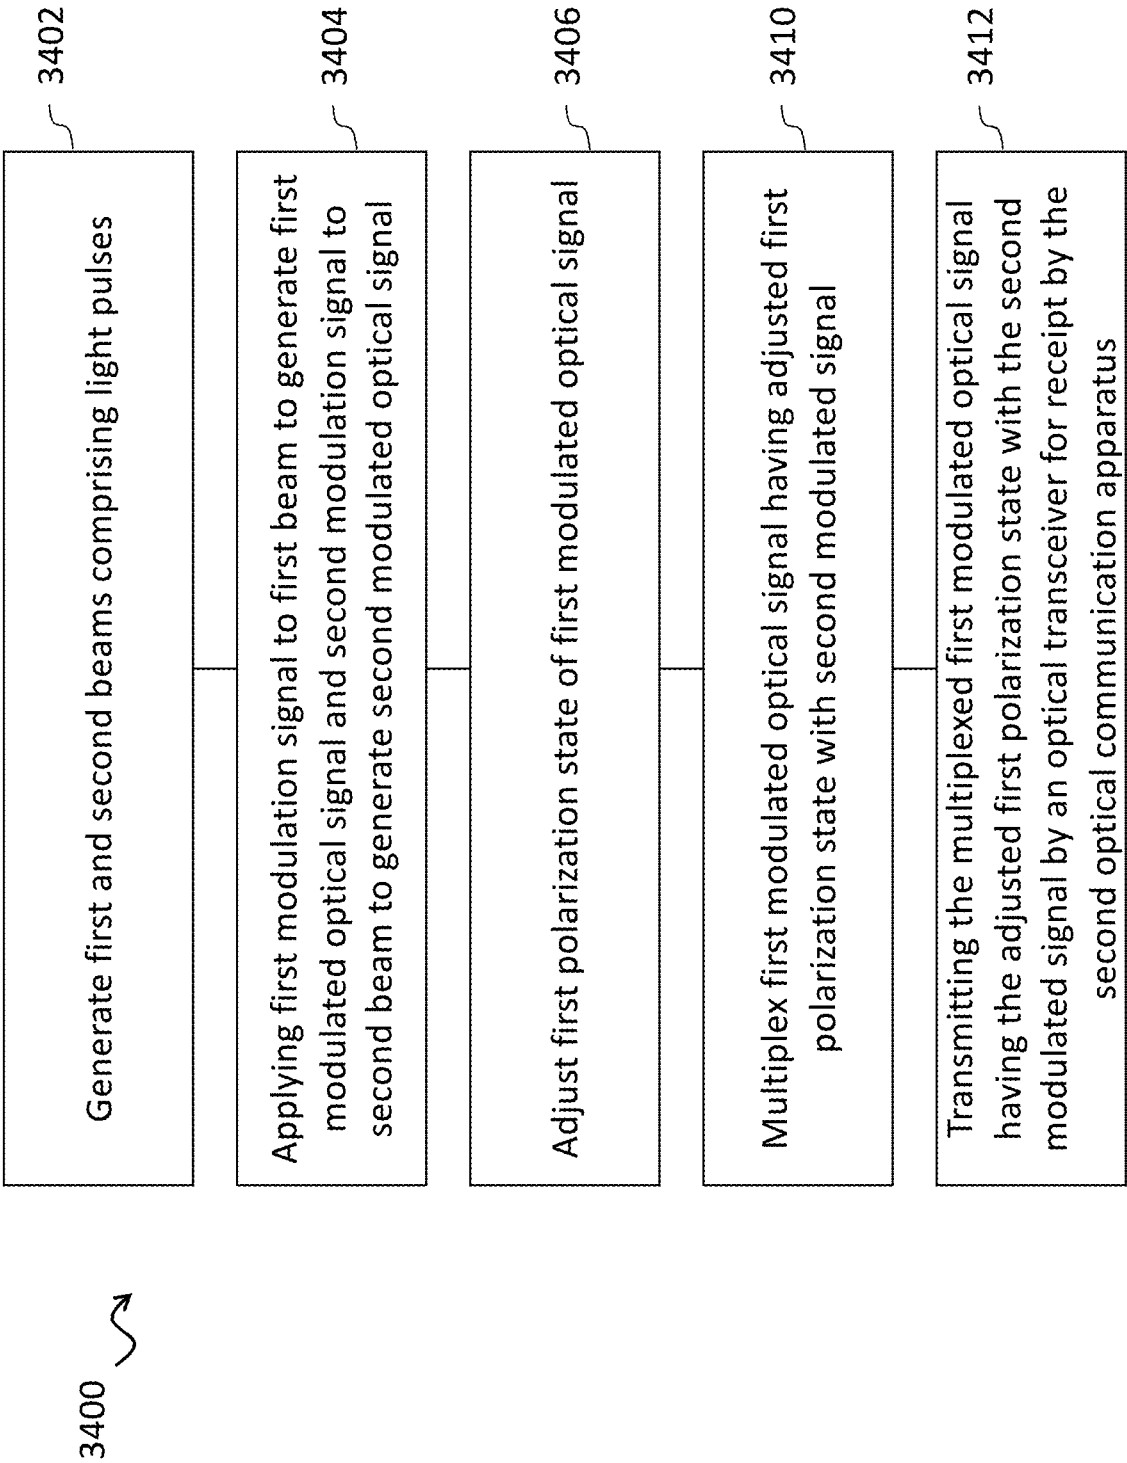 3400
Generate first and second beams comprising light pulses
3402
Applying first modulation signal to first beam to generate first
modulated optical signal and second modulation signal to
second beam to generate second modulated optical signal
3404
Adjust first polarization state of first modulated optical signal
3406
Multiplex first modulated optical signal having adjusted first
polarization state with second modulated signal
3410
Transmitting the multiplexed first modulated optical signal
having the adjusted first polarization state with the second
modulated signal by an optical transceiver for receipt by the
second optical communication apparatus
3412